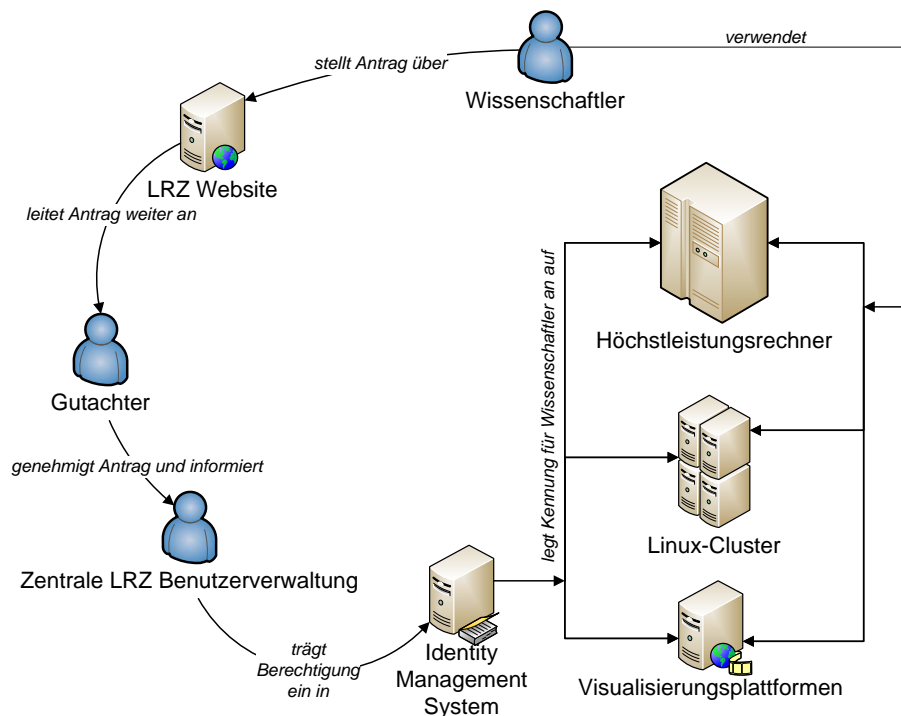 verwendet
stellt Antrag über
Wissenschaftler
LRZ Website
leitet Antrag weiter an
Höchstleistungsrechner
Gutachter
genehmigt Antrag und informiert
legt Kennung für Wissenschaftler an auf
Linux-Cluster
Zentrale LRZ Benutzerverwaltung
trägt
Berechtigung
ein in
Identity
Management
System
Visualisierungsplattformen